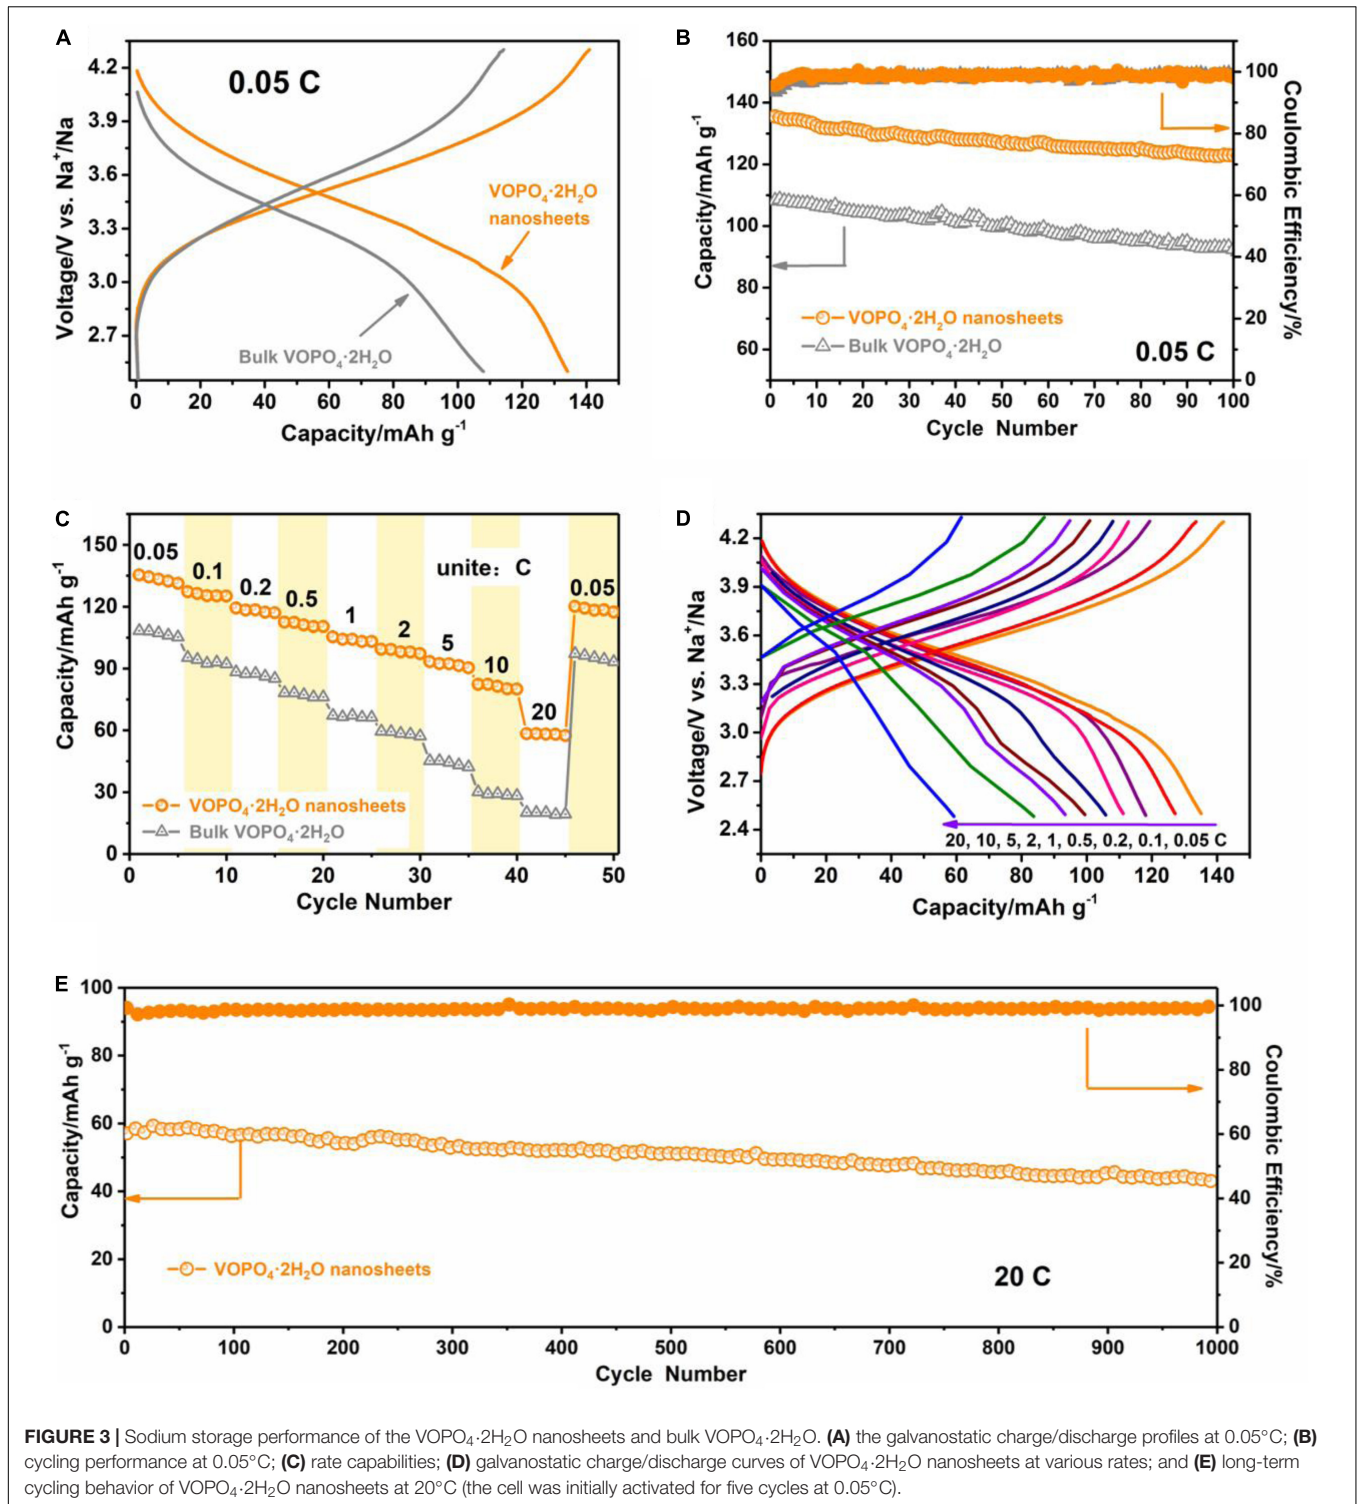 A
0.05 C
4.2
3.9
3.6
3.3
3.0
2.7
Voltage/V vs. Na⁺/Na
VOPO₄·2H₂O
nanosheets
Bulk VOPO₄·2H₂O
0 20 40 60 80 100 120 140
Capacity/mAh g⁻¹
B
160
140
120
100
80
60
Capacity/mAh g⁻¹
100
80
60
40
20
0
Coulombic Efficiency/%
VOPO₄·2H₂O nanosheets
Bulk VOPO₄·2H₂O
0.05 C
0 10 20 30 40 50 60 70 80 90 100
Cycle Number
C
150
120
90
60
30
0
Capacity/mAh g⁻¹
0.05
0.1
0.2
0.5
1
2
5
10
20
0.05
unite: C
VOPO₄·2H₂O nanosheets
Bulk VOPO₄·2H₂O
0 10 20 30 40 50
Cycle Number
D
4.2
3.9
3.6
3.3
3.0
2.7
2.4
Voltage/V vs. Na⁺/Na
20, 10, 5, 2, 1, 0.5, 0.2, 0.1, 0.05 C
0 20 40 60 80 100 120 140
Capacity/mAh g⁻¹
E
100
80
60
40
20
0
Capacity/mAh g⁻¹
100
80
60
40
20
0
Coulombic Efficiency/%
VOPO₄·2H₂O nanosheets
20 C
0 100 200 300 400 500 600 700 800 900 1000
Cycle Number
FIGURE 3 | Sodium storage performance of the VOPO₄·2H₂O nanosheets and bulk VOPO₄·2H₂O. (A) the galvanostatic charge/discharge profiles at 0.05°C; (B)
cycling performance at 0.05°C; (C) rate capabilities; (D) galvanostatic charge/discharge curves of VOPO₄·2H₂O nanosheets at various rates; and (E) long-term
cycling behavior of VOPO₄·2H₂O nanosheets at 20°C (the cell was initially activated for five cycles at 0.05°C).